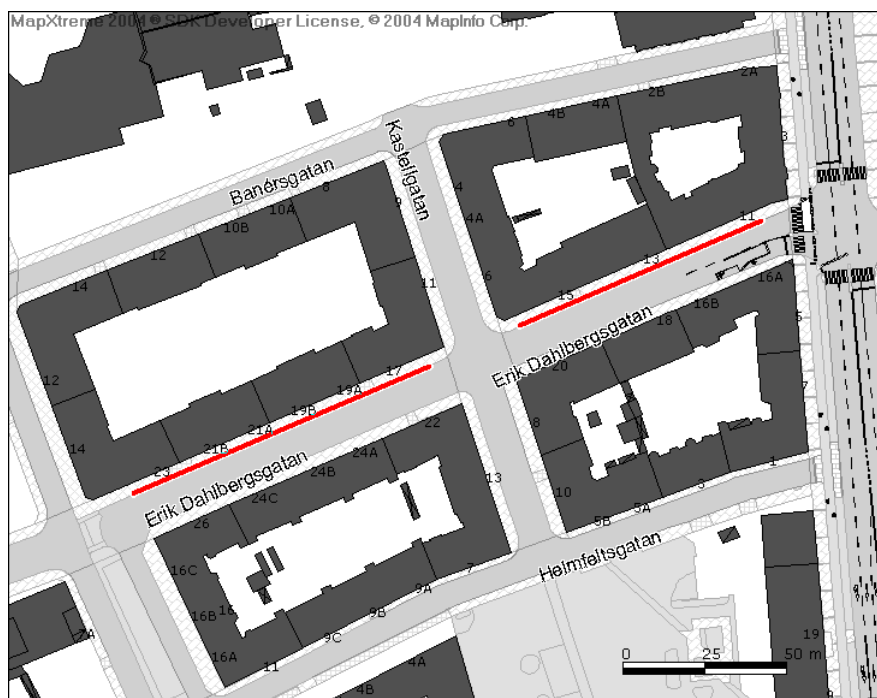 MapXtreme 2004 ® SDK Developer License, © 2004 MapInfo Corp.
2A
2B
4A
4B
6
3
Kastellgatan
Banérsgatan
8
9
4
10A
4A
10B
11
12
13
14
6
11
15
16A
16B
5
18
Erik Dahlbergsgatan
12
17
20
7
19A
19B
21A
8
22
14
21B
23
24A
24B
Erik Dahlbergsgatan
24C
13
1
3
10
26
5A
5B
Helmfeltsgatan
16C
7
9A
16
16B
9B
9C
7A
19
16A
11
4A
4B
0 25 50 m